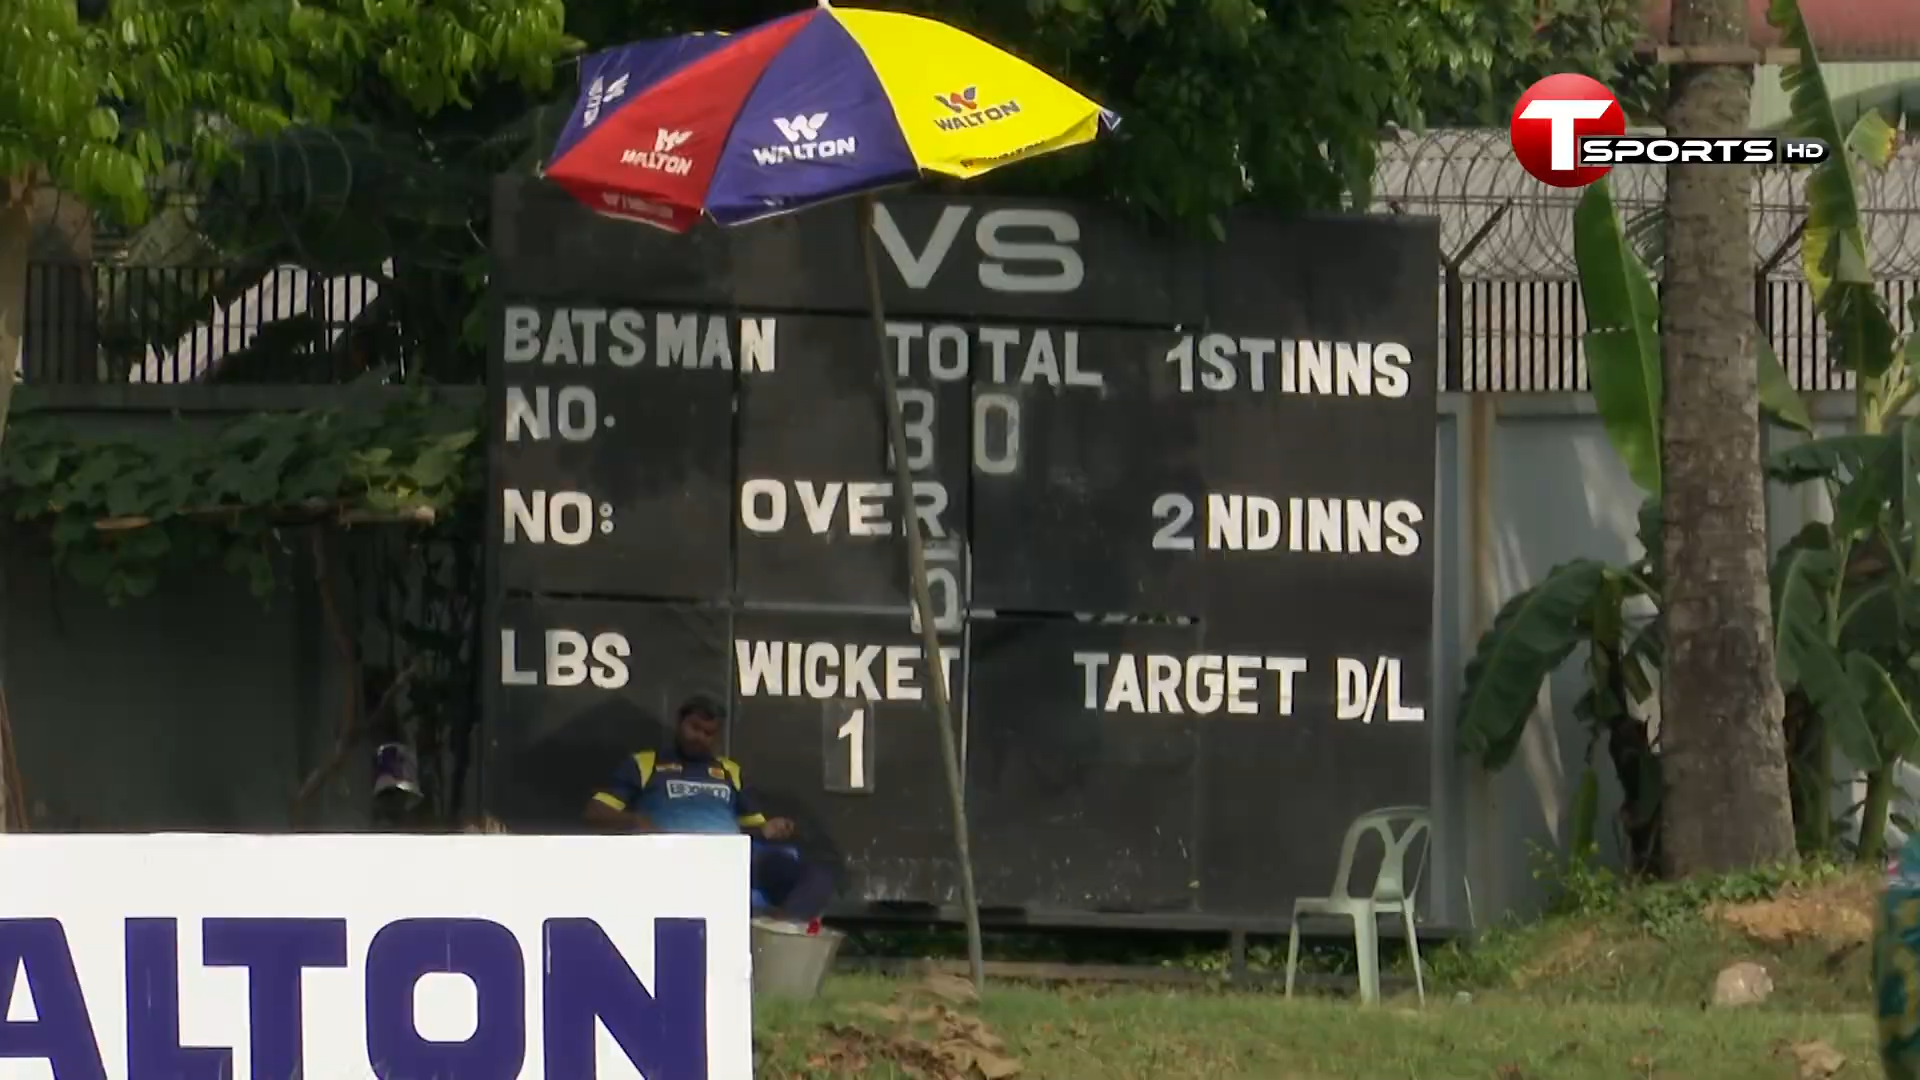 WALTON
WALTON
WALTON
T SPORTS HD
VS
BATSMAN TOTAL 1ST INNS
NO. 30
NO: OVER 2ND INNS
0
LBS WICKET TARGET D/L
1
ALTON